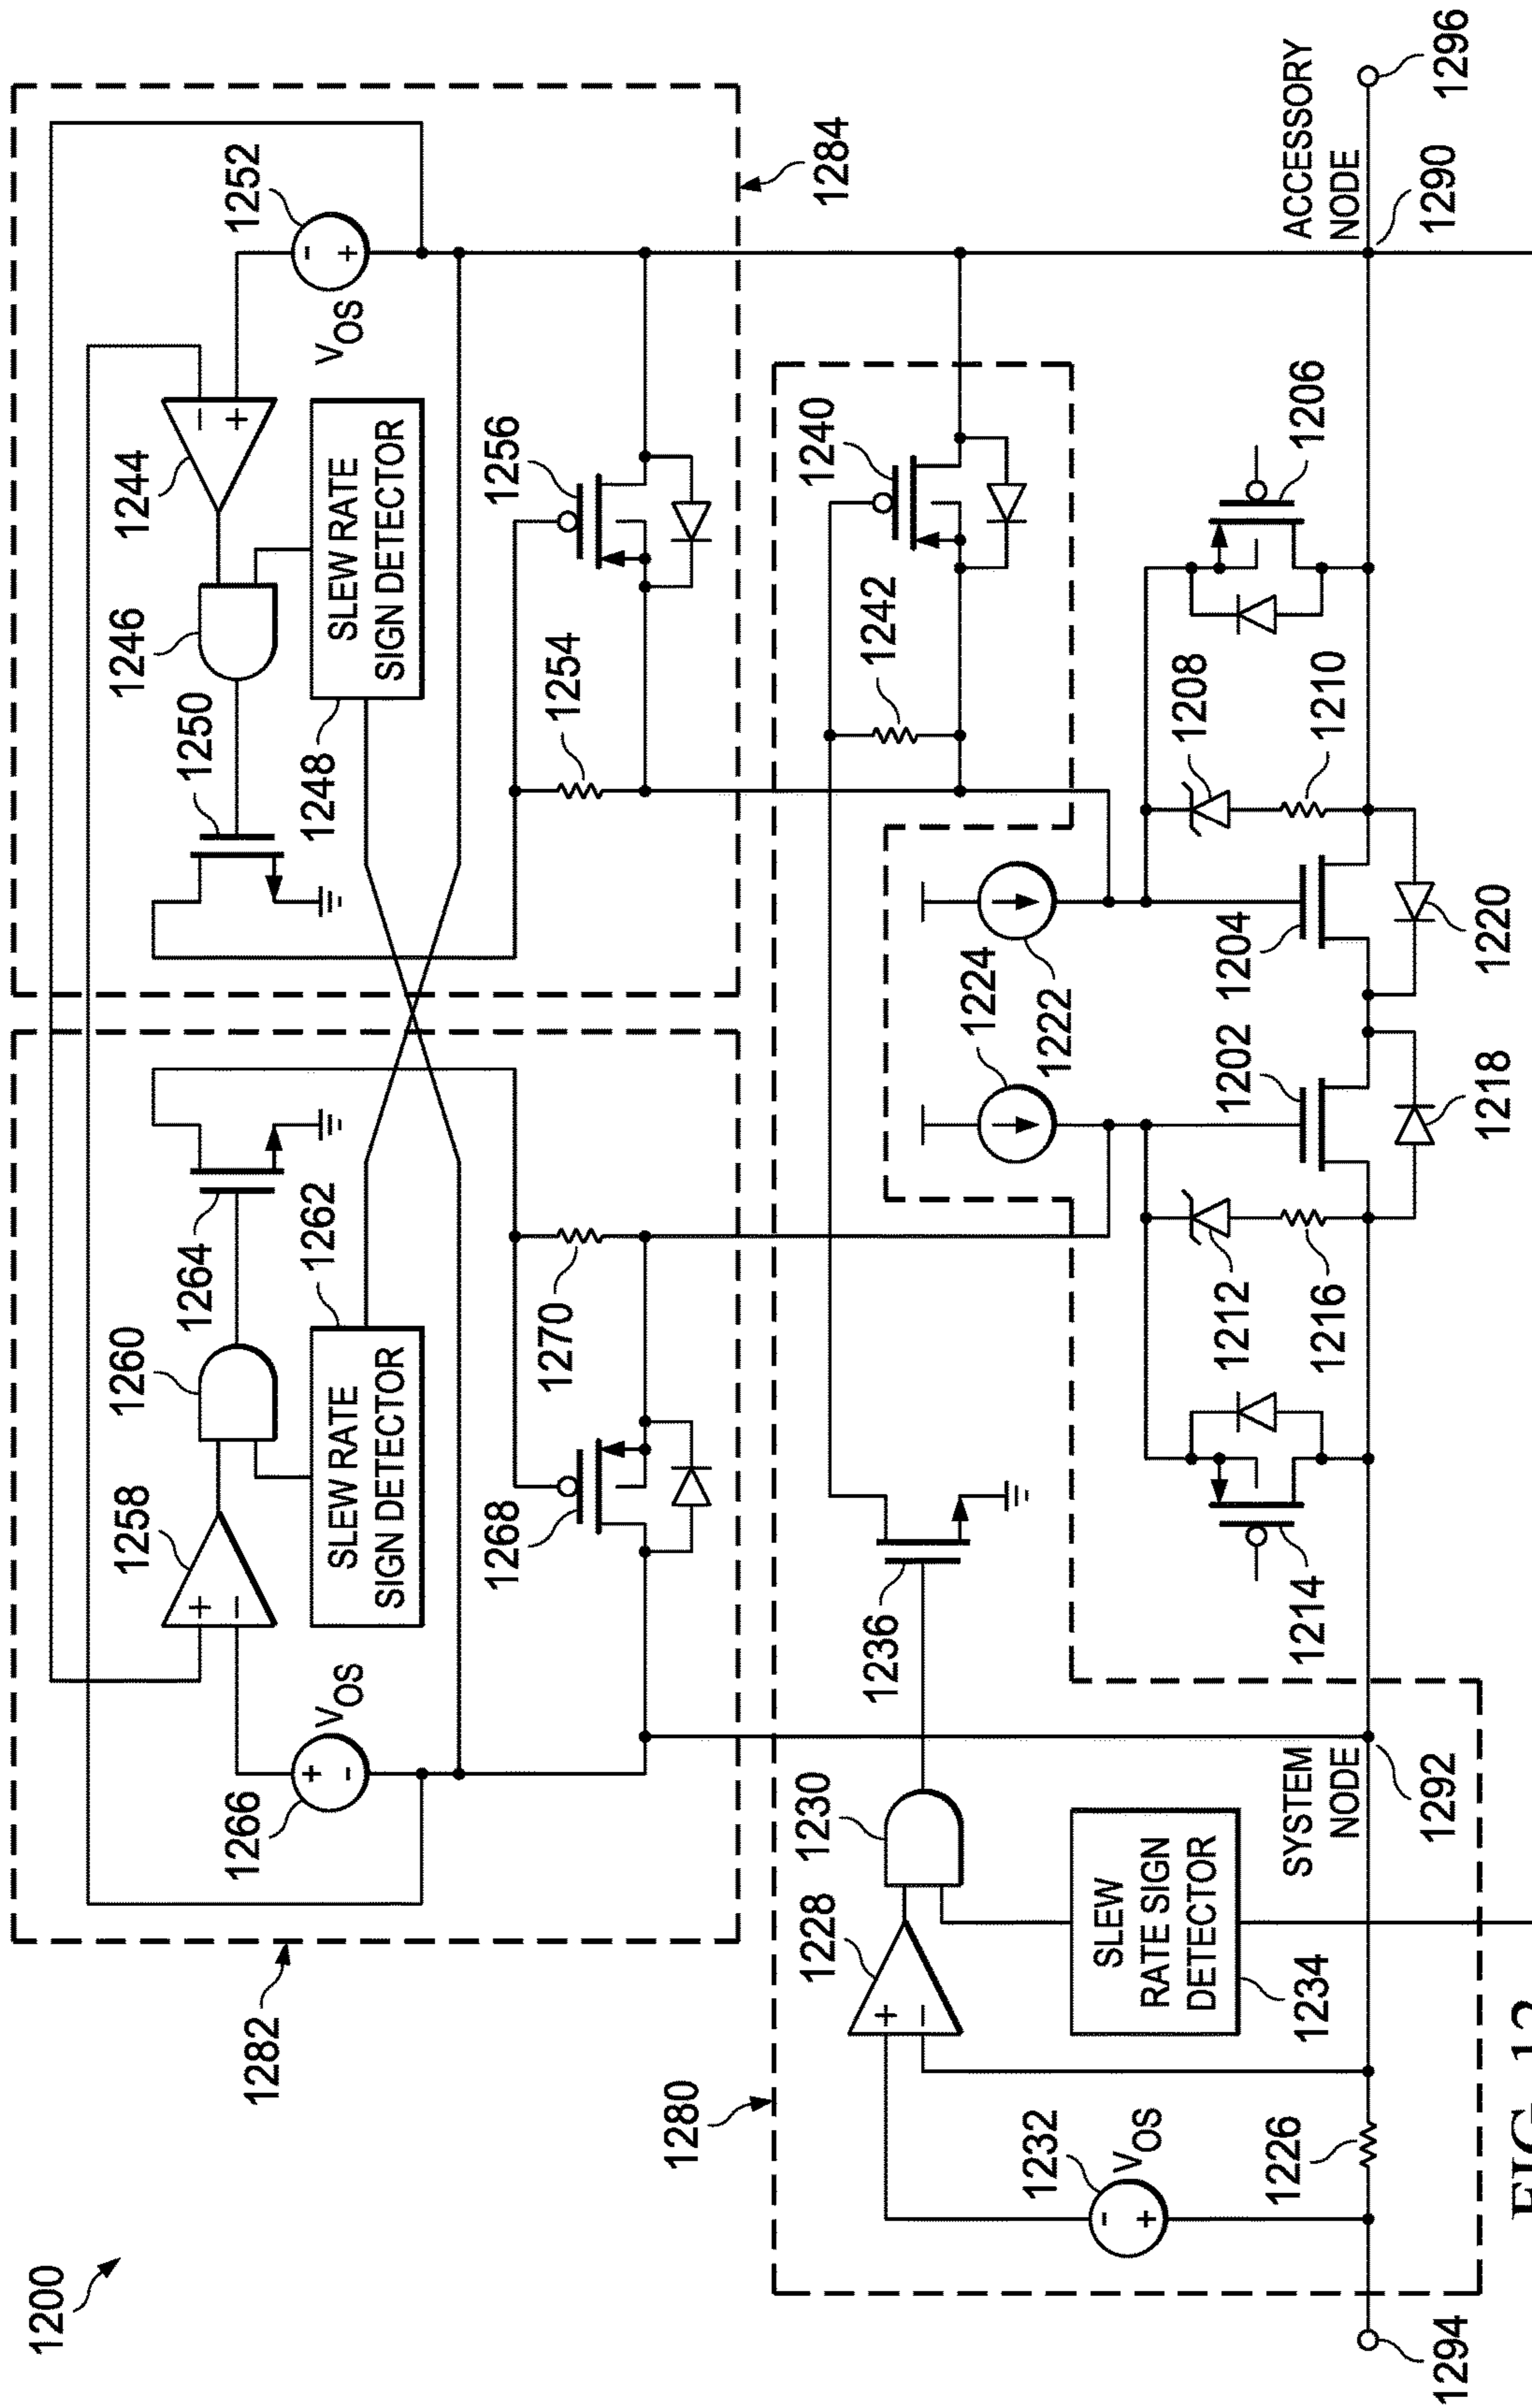 1200
1282
1266
VOS
1258
1260
1264
SLEW RATE
SIGN DETECTOR
1262
1268
1270
1250
1246
1244
1252
VOS
SLEW RATE
SIGN DETECTOR
1248
1254
1256
1284
1280
1232
VOS
1228
1230
1236
SLEW
RATE SIGN
DETECTOR
1234
1226
1294
SYSTEM
NODE
1292
1214
1212
1216
1224
1222
1202
1218
1204
1220
1242
1240
1208
1210
1206
ACCESSORY
NODE
1290
1296
FIG. 12